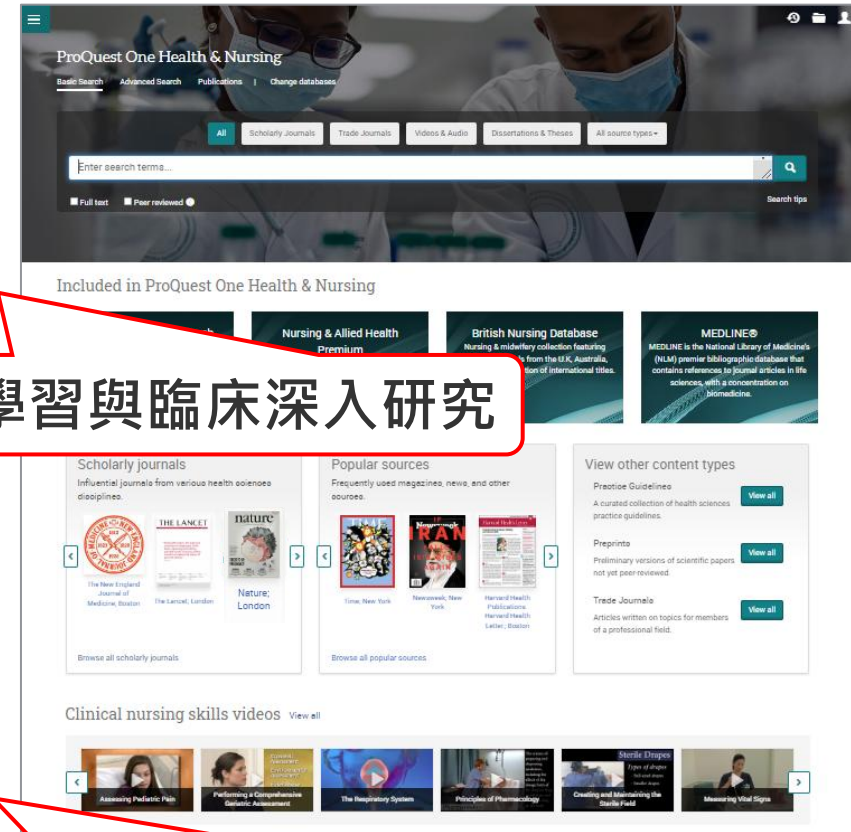 ProQuest One Health & Nursing
Basic Search Advanced Search Publications | Change databases
All Scholarly Journals Trade Journals Videos & Audio Dissertations & Theses All source types
Enter search terms...
Full text Peer reviewed
Search tips
Included in ProQuest One Health & Nursing
Nursing & Allied Health
Premium
British Nursing Database
Nursing & midwifery collection featuring
from the U.K, Australia,
tion of international titles.
MEDLINE®
MEDLINE is the National Library of Medicine's
(NLM) premier bibliographic database that
contains references to journal articles in life
sciences, with a concentration on
biomedicine.
學習與臨床深入研究
Scholarly journals
Influential journals from various health sciences
disciplines.
THE LANCET
nature
The New England
Journal of
Medicine; Boston
The Lancet; London
Nature;
London
Browse all scholarly journals
Popular sources
Frequently used magazines, news, and other
sources.
TIME
Newsweek
IRAN
Time; New York
Newsweek; New
York
Harvard Health
Publications.
Harvard Health
Letter; Boston
Browse all popular sources
View other content types
Practice Guidelines
A curated collection of health sciences
practice guidelines.
View all
Preprints
Preliminary versions of scientific papers
not yet peer-reviewed
View all
Trade Journals
Articles written on topics for members
of a professional field.
View all
Clinical nursing skills videos View all
Assessing Pediatric Pain
Performing a Comprehensive
Geriatric Assessment
The Respiratory System
Principles of Pharmacology
Sterile Drapes
Types of drapes
Creating and Maintaining the
Sterile Field
Measuring Vital Signs